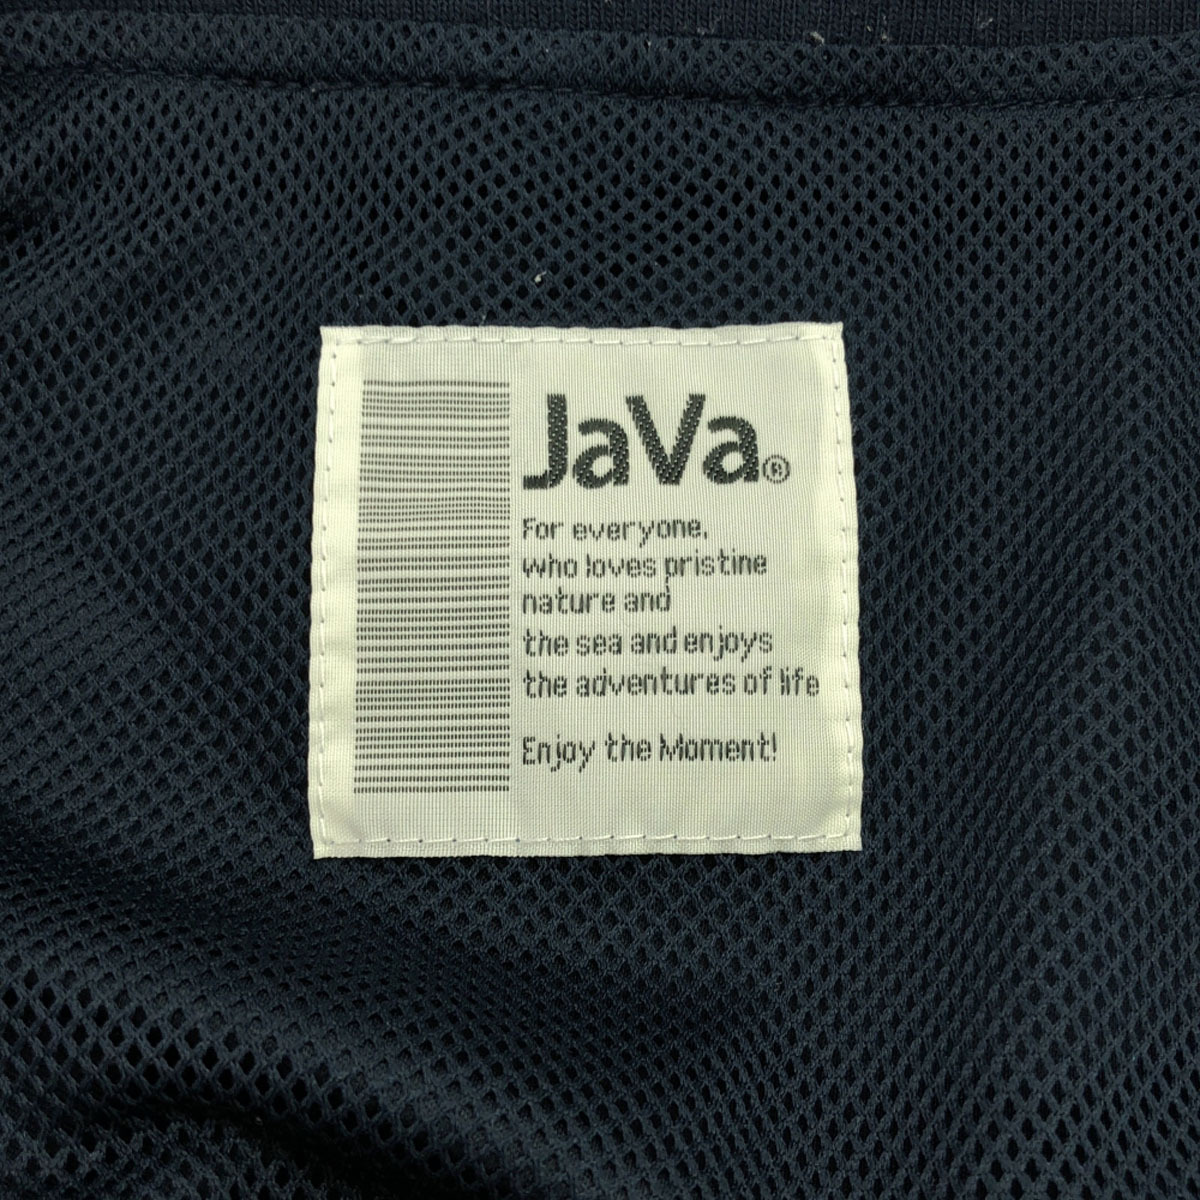 JaVa®
For everyone,
who loves pristine
nature and
the sea and enjoys
the adventures of life
Enjoy the Moment!